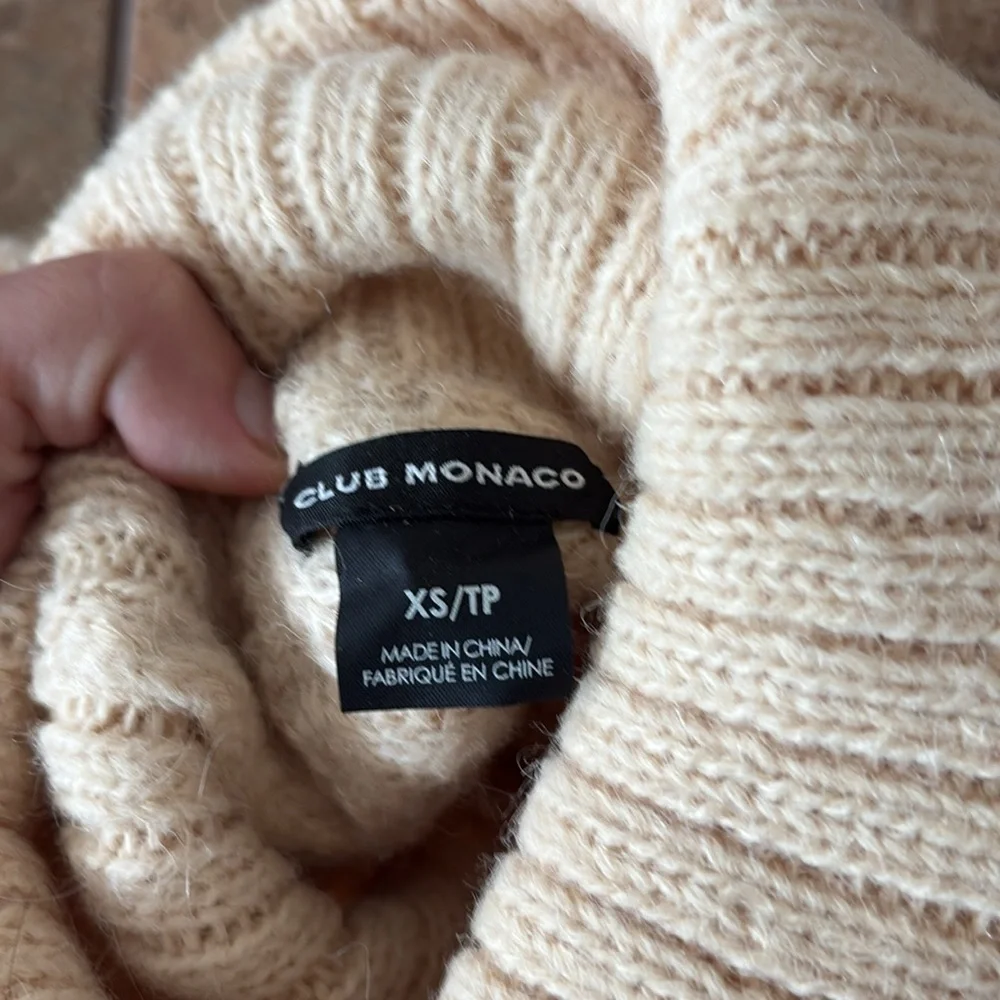 CLUB MONACO
XS/TP
MADE IN CHINA/
FABRIQUÉ EN CHINE